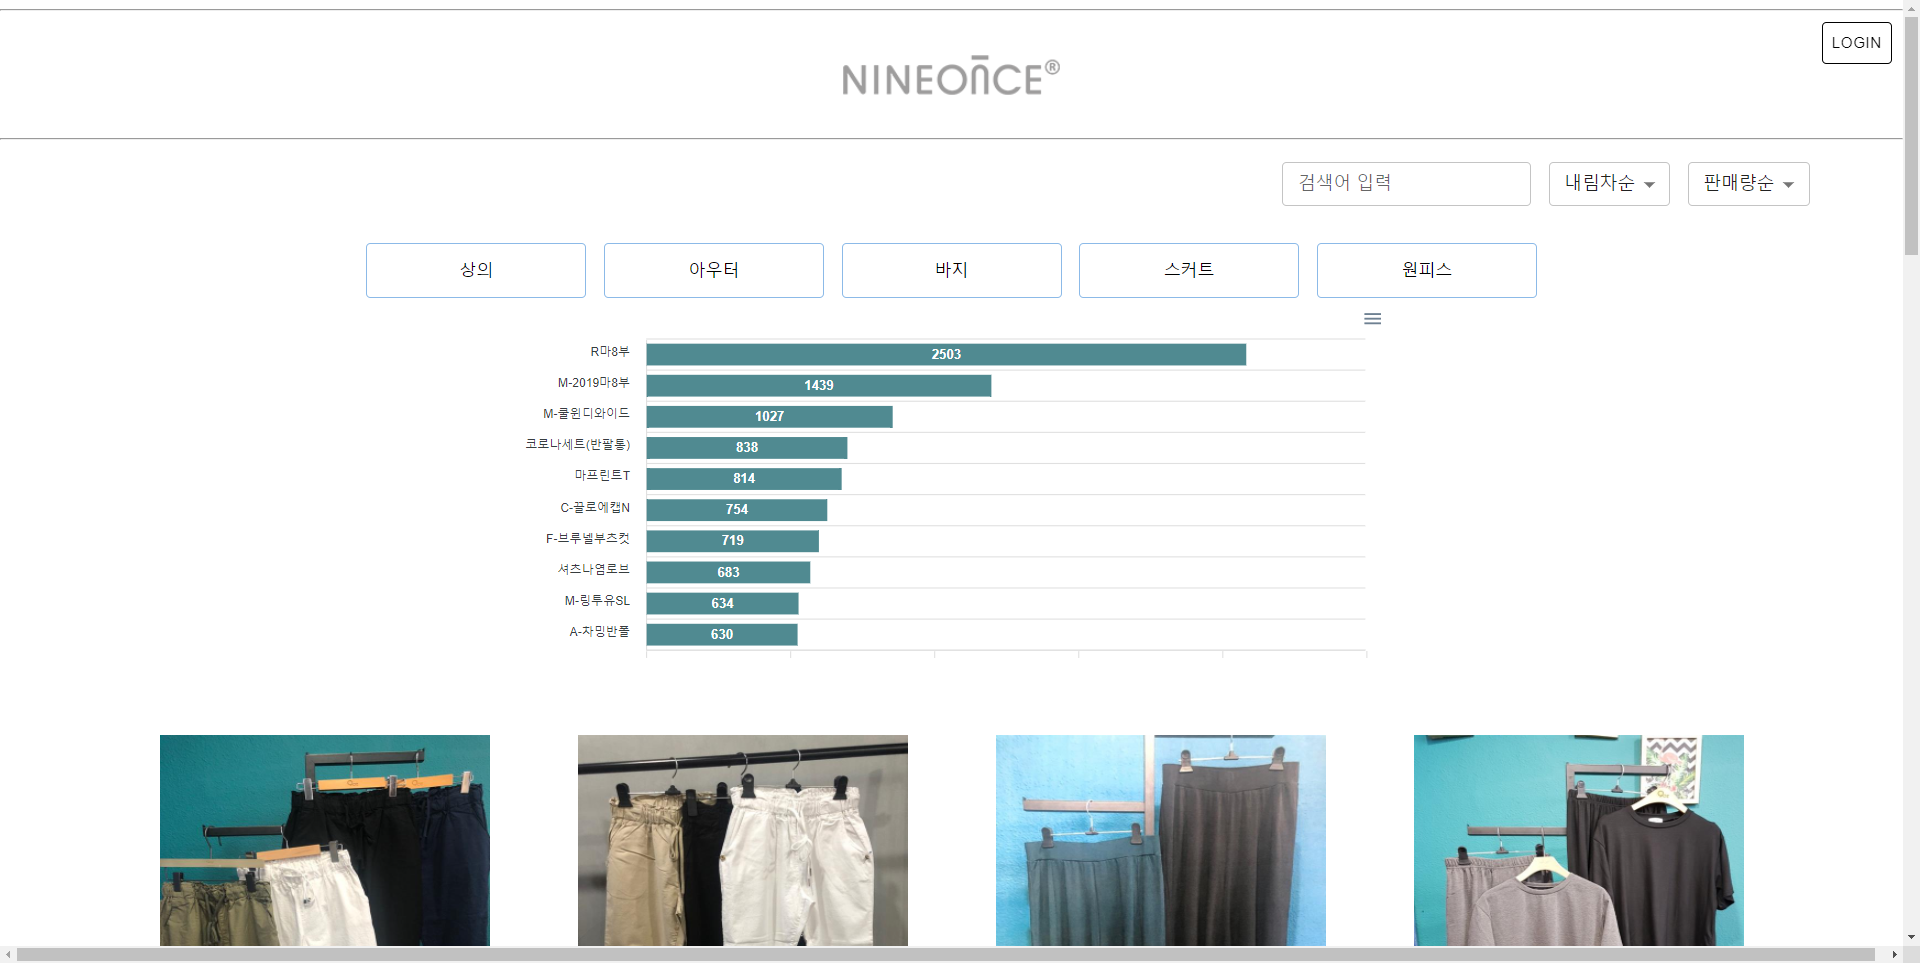 LOGIN
NINEONCE®
검색어 입력
내림차순
판매량순
상의
아우터
바지
스커트
원피스
R마8부
2503
M-2019마8부
1439
M-쿨윈디와이드
1027
코로나세트(반팔통)
838
마프린트T
814
C-끌로에캡N
754
F-브루넬부츠컷
719
셔츠나염로브
683
M-링투유SL
634
A-차밍반폴
630